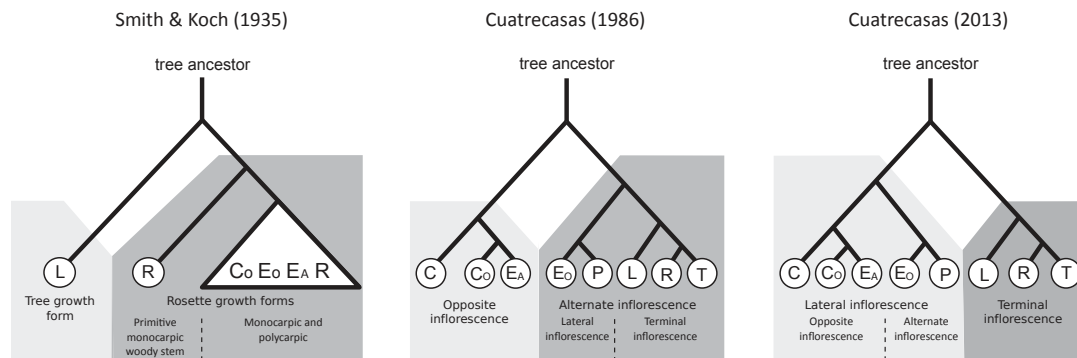 Smith & Koch (1935)
tree ancestor
L
R
Co Eo EA R
Tree growth
form
Rosette growth forms
Primitive
monocarpic
woody stem
Monocarpic and
polycarpic
Cuatrecasas (1986)
tree ancestor
C
Co
EA
Eo
P
L
R
T
Opposite
inflorescence
Alternate inflorescence
Lateral
inflorescence
Terminal
inflorescence
Cuatrecasas (2013)
tree ancestor
C
Co
EA
Eo
P
L
R
T
Lateral inflorescence
Opposite
inflorescence
Alternate
inflorescence
Terminal
inflorescence